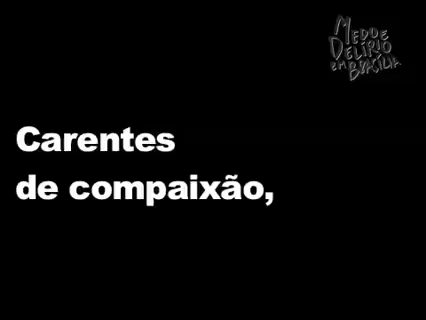 MEDO E
DELÍRIO
EM BRASÍLIA
Carentes
de compaixão,